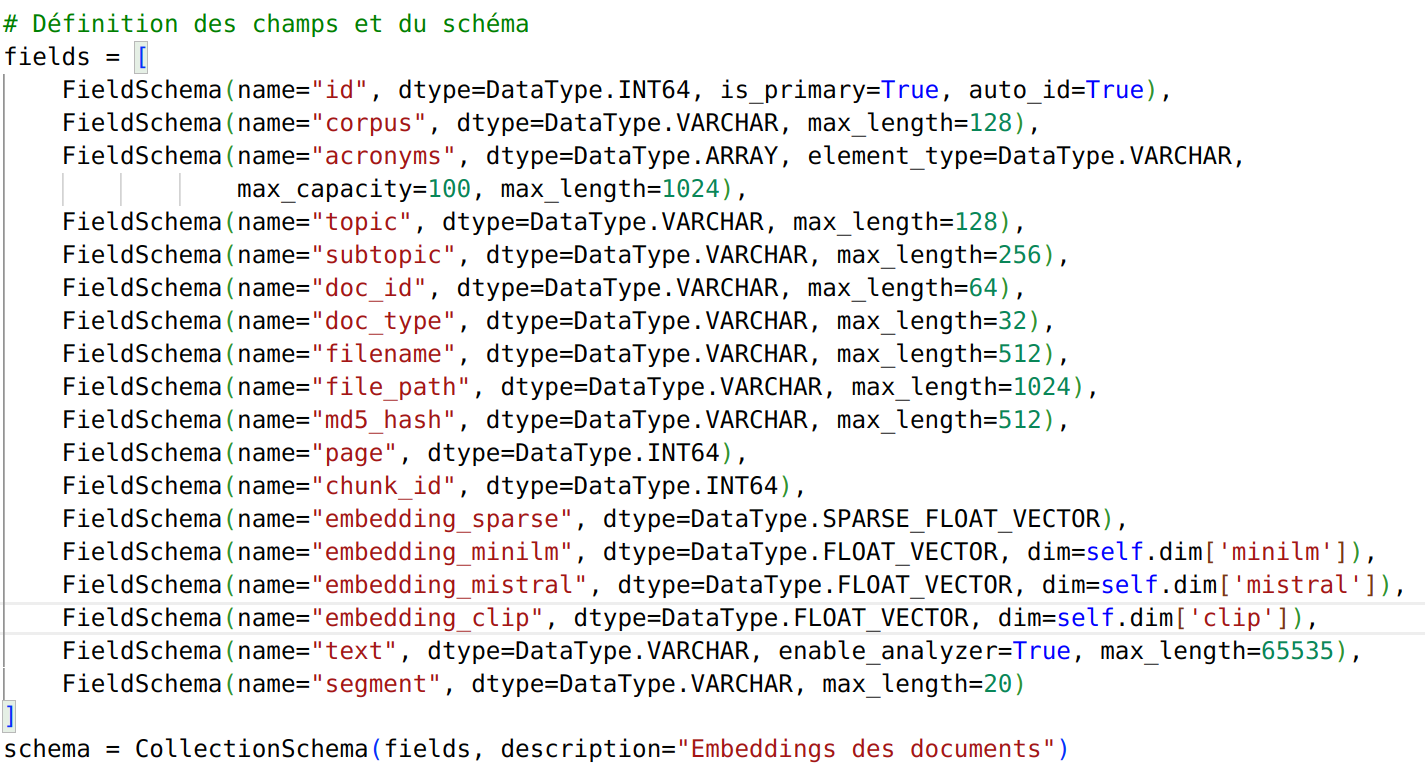 # Définition des champs et du schéma
fields = [
    FieldSchema(name="id", dtype=DataType.INT64, is_primary=True, auto_id=True),
    FieldSchema(name="corpus", dtype=DataType.VARCHAR, max_length=128),
    FieldSchema(name="acronyms", dtype=DataType.ARRAY, element_type=DataType.VARCHAR,
                max_capacity=100, max_length=1024),
    FieldSchema(name="topic", dtype=DataType.VARCHAR, max_length=128),
    FieldSchema(name="subtopic", dtype=DataType.VARCHAR, max_length=256),
    FieldSchema(name="doc_id", dtype=DataType.VARCHAR, max_length=64),
    FieldSchema(name="doc_type", dtype=DataType.VARCHAR, max_length=32),
    FieldSchema(name="filename", dtype=DataType.VARCHAR, max_length=512),
    FieldSchema(name="file_path", dtype=DataType.VARCHAR, max_length=1024),
    FieldSchema(name="md5_hash", dtype=DataType.VARCHAR, max_length=512),
    FieldSchema(name="page", dtype=DataType.INT64),
    FieldSchema(name="chunk_id", dtype=DataType.INT64),
    FieldSchema(name="embedding_sparse", dtype=DataType.SPARSE_FLOAT_VECTOR),
    FieldSchema(name="embedding_minilm", dtype=DataType.FLOAT_VECTOR, dim=self.dim['minilm']),
    FieldSchema(name="embedding_mistral", dtype=DataType.FLOAT_VECTOR, dim=self.dim['mistral']),
    FieldSchema(name="embedding_clip", dtype=DataType.FLOAT_VECTOR, dim=self.dim['clip']),
    FieldSchema(name="text", dtype=DataType.VARCHAR, enable_analyzer=True, max_length=65535),
    FieldSchema(name="segment", dtype=DataType.VARCHAR, max_length=20)
]
schema = CollectionSchema(fields, description="Embeddings des documents")